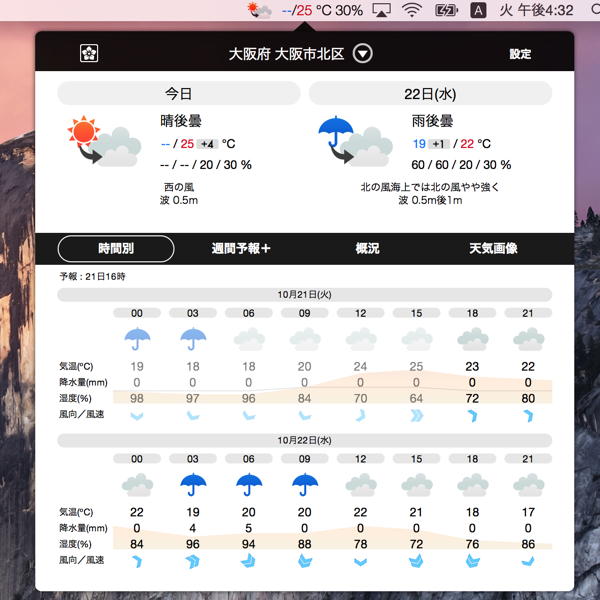 --/25 °C 30% A 火 午後4:32
大阪府 大阪市北区 設定
今日
晴後曇
-- / 25 +4 °C
-- / -- / 20 / 30 %
西の風
波 0.5m
22日(水)
雨後曇
19 +1 / 22 °C
60 / 60 / 20 / 30 %
北の風海上では北の風やや強く
波 0.5m後1m
時間別 週間予報＋ 概況 天気画像
予報：21日16時
10月21日(火)
00 03 06 09 12 15 18 21
気温(°C) 19 18 18 20 24 25 23 22
降水量(mm) 0 0 0 0 0 0 0 0
湿度(%) 98 97 96 84 70 64 72 80
風向／風速
10月22日(水)
00 03 06 09 12 15 18 21
気温(°C) 22 19 20 20 22 21 18 17
降水量(mm) 0 4 5 0 0 0 0 0
湿度(%) 84 96 94 88 78 72 76 86
風向／風速